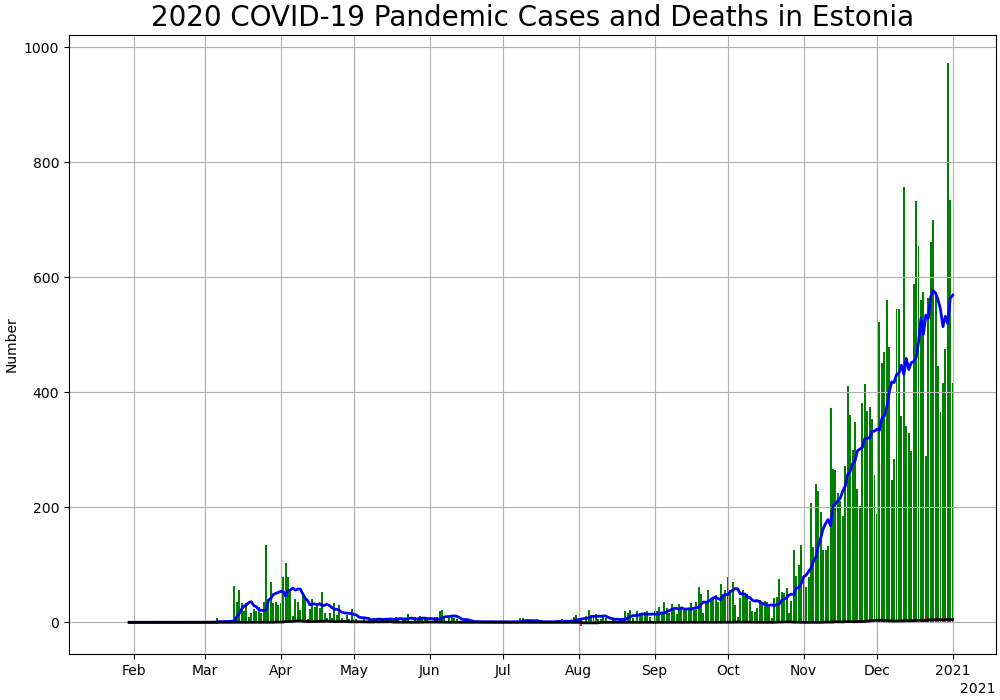 2020 COVID-19 Pandemic Cases and Deaths in Estonia
1000
800
600
400
200
0
Number
Feb Mar Apr May Jun Jul Aug Sep Oct Nov Dec 2021
2021